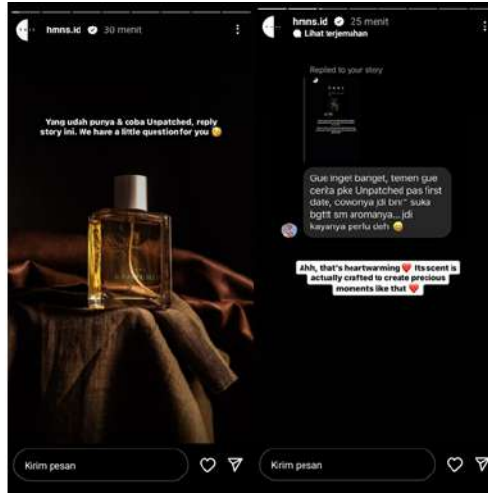 hmns.id 30 menit
Yang udah punya & coba Unpatched, reply
story ini. We have a little question for you
Kirim pesan
hmns.id 25 menit
Lihat terjemahan
Replied to your story
Gue inget banget, temen gue
cerita pke Unpatched pas first
date, cowonya jdi
suka
bgtit sm aromanya... jdi
kayanya perlu deh
Ahh, that's heartwarming Its scent is
actually crafted to create precious
moments like that
Kirim pesan